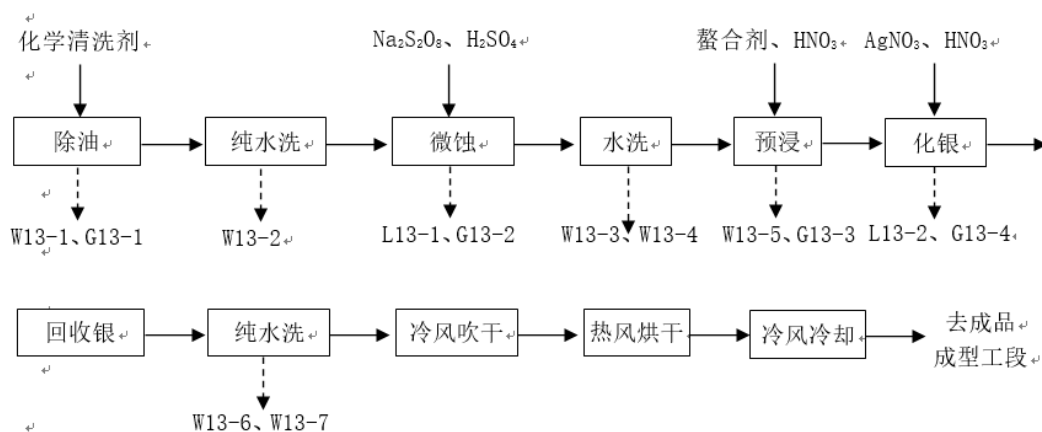 化学清洗剂
Na₂S₂O₈、H₂SO₄
螯合剂、HNO₃
AgNO₃、HNO₃
除油
纯水洗
微蚀
水洗
预浸
化银
W13-1、G13-1
W13-2
L13-1、G13-2
W13-3、W13-4
W13-5、G13-3
L13-2、G13-4
回收银
纯水洗
冷风吹干
热风烘干
冷风冷却
去成品
成型工段
W13-6、W13-7